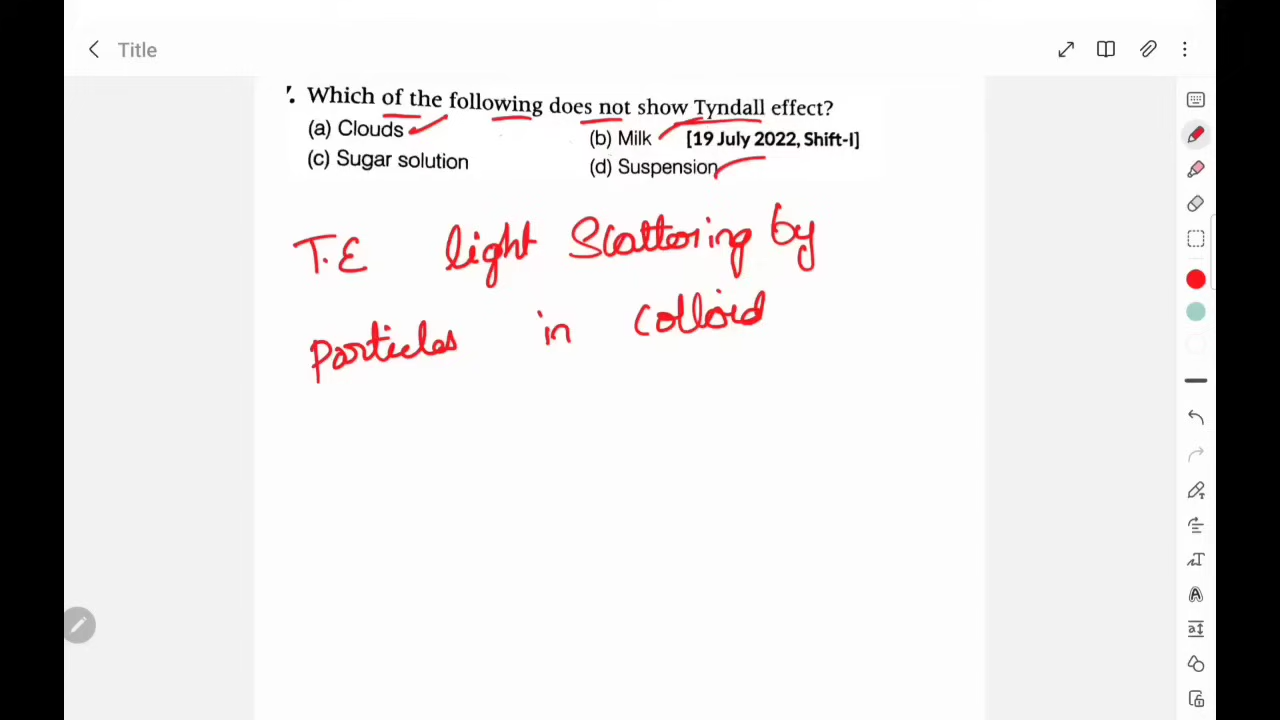 Title
Which of the following does not show Tyndall effect?
(a) Clouds
(b) Milk [19 July 2022, Shift-I]
(c) Sugar solution
(d) Suspension
T.E light Scattering by
Particles in Colloid